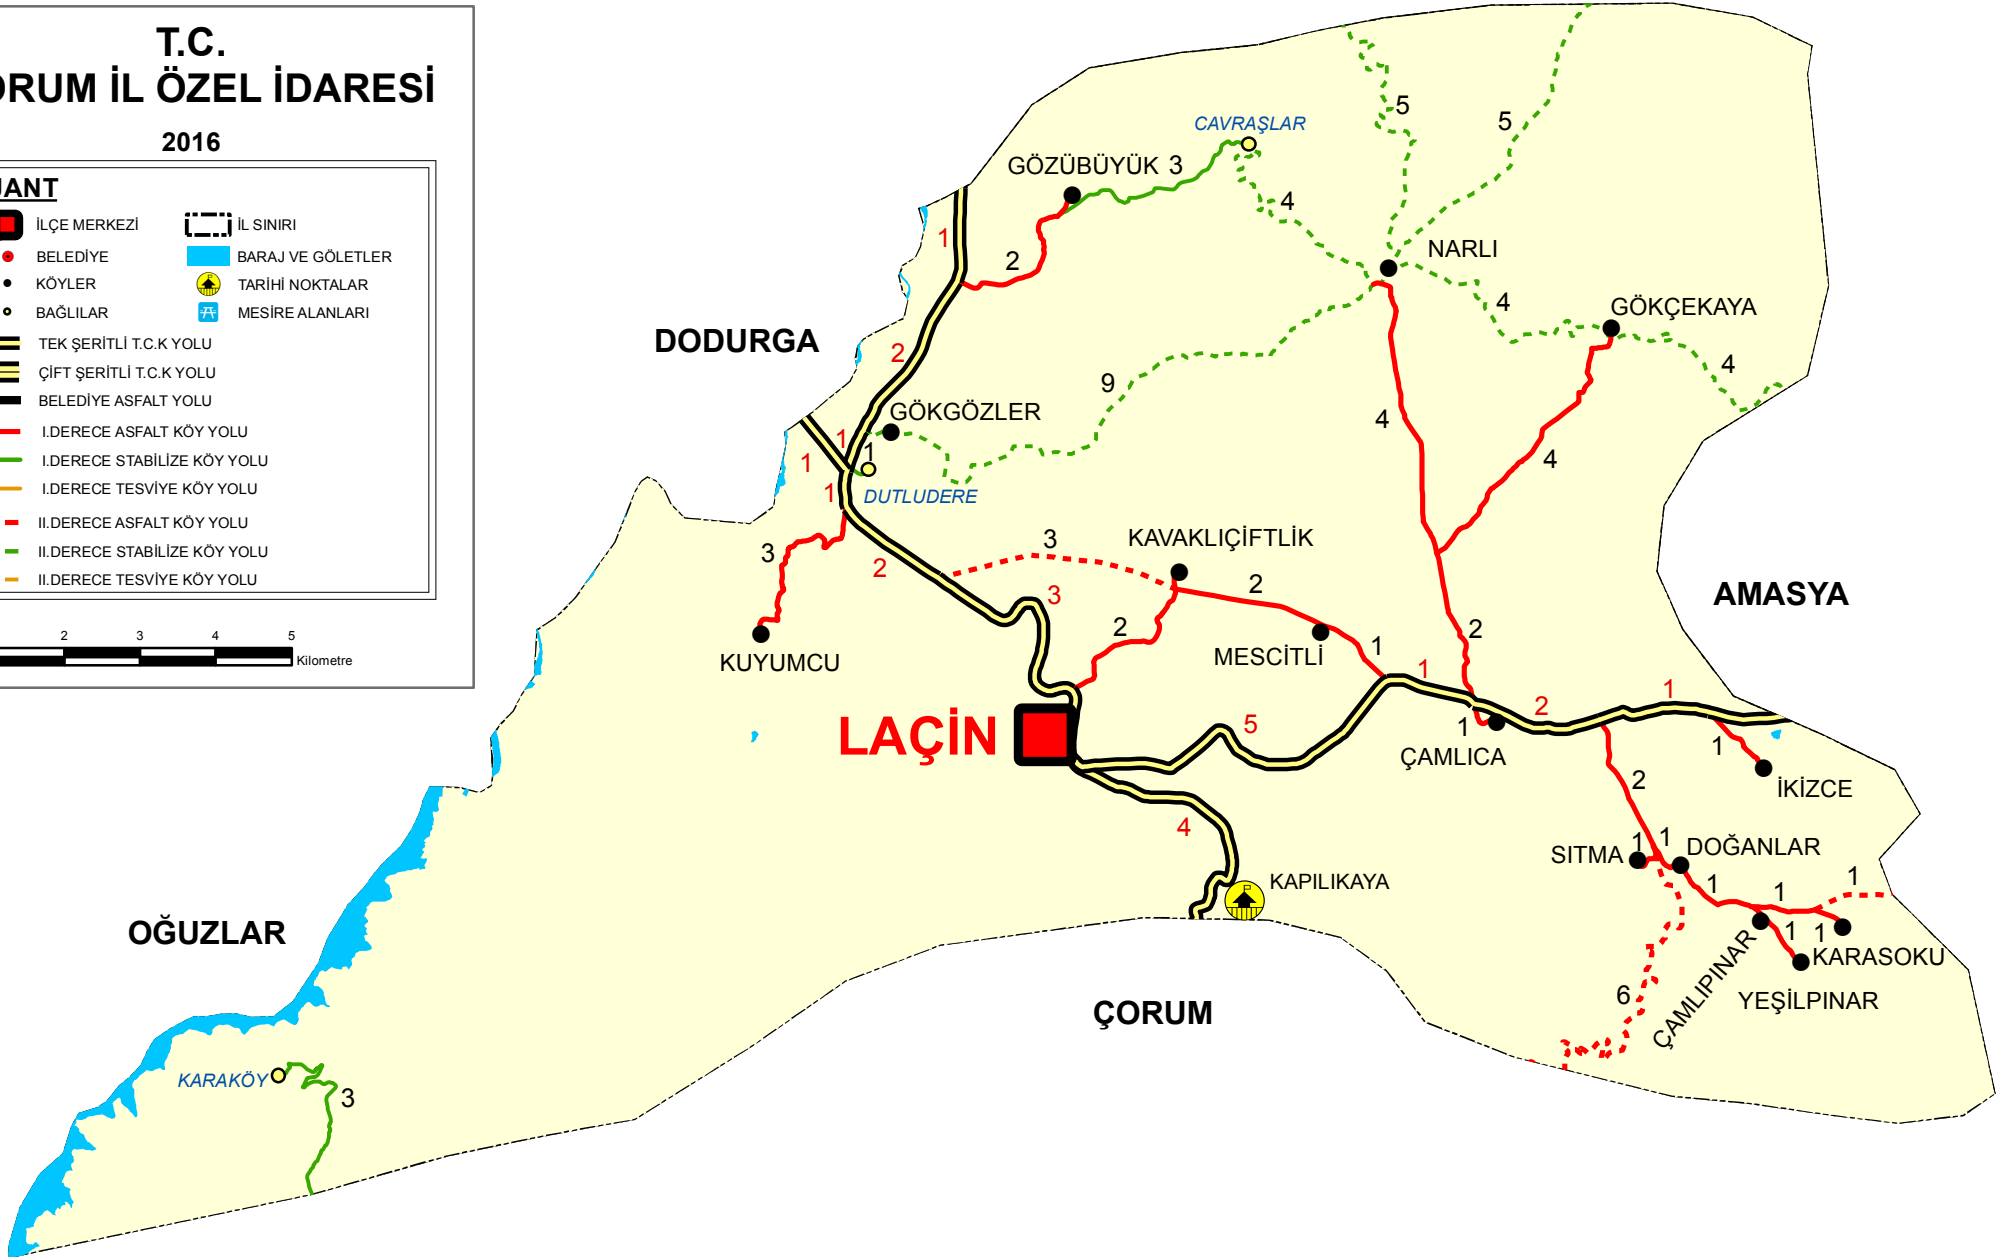 T.C.
ORUM İL ÖZEL İDARESİ
2016
JANT
İLÇE MERKEZİ
İL SINIRI
BELEDİYE
BARAJ VE GÖLETLER
KÖYLER
TARİHİ NOKTALAR
BAĞLILAR
MESİRE ALANLARI
TEK ŞERİTLİ T.C.K YOLU
ÇİFT ŞERİTLİ T.C.K YOLU
BELEDİYE ASFALT YOLU
I.DERECE ASFALT KÖY YOLU
I.DERECE STABİLİZE KÖY YOLU
I.DERECE TESVİYE KÖY YOLU
II.DERECE ASFALT KÖY YOLU
II.DERECE STABİLİZE KÖY YOLU
II.DERECE TESVİYE KÖY YOLU
2 3 4 5
Kilometre
5
5
CAVRAŞLAR
GÖZÜBÜYÜK 3
4
1
2
NARLI
4
GÖKÇEKAYA
DODURGA
2
4
9
GÖKGÖZLER
4
1
1
1
4
1
DUTLUDERE
3
3
KAVAKLIÇİFTLİK
2
2
3
AMASYA
2
2
KUYUMCU
MESCİTLİ
1
1
1
2
LAÇİN
5
1
ÇAMLICA
1
İKİZCE
2
4
SITMA
1
1
DOĞANLAR
KAPILIKAYA
1
1
1
OĞUZLAR
1
1
KARASOKU
ÇAMLIPINAR
6
YEŞİLPINAR
ÇORUM
KARAKÖY
3